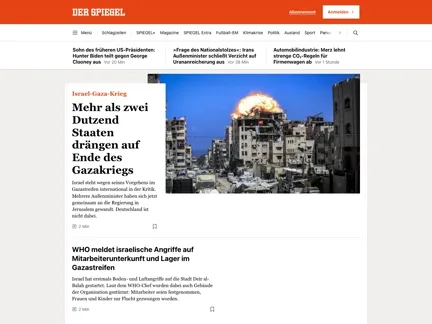 DER SPIEGEL
Abonnement
Anmelden
Menü
Schlagzeilen
SPIEGEL+
Magazine
SPIEGEL Extra
Fußball-EM
Klimakrise
Politik
Ausland
Sport
Sohn des früheren US-Präsidenten:
Hunter Biden teilt gegen George
Clooney aus Vor 20 Min
»Frage des Nationalstolzes«: Irans
Außenminister schließt Verzicht auf
Urananreicherung aus Vor 28 Min
Automobilindustrie: Merz lehnt
strenge CO₂-Regeln für
Firmenwagen ab Vor 1 Stunde
Israel-Gaza-Krieg
Mehr als zwei
Dutzend
Staaten
drängen auf
Ende des
Gazakriegs
Israel steht wegen seines Vorgehens im
Gazastreifen international in der Kritik.
Mehrere Außenminister haben sich jetzt
gemeinsam an die Regierung in
Jerusalem gewandt. Deutschland ist
nicht dabei.
2 Min
WHO meldet israelische Angriffe auf
Mitarbeiterunterkunft und Lager im
Gazastreifen
Israel hat erstmals Boden- und Luftangriffe auf die Stadt Deir al-
Balah gestartet. Laut dem WHO-Chef wurden dabei auch Gebäude
der Organisation gestürmt: Mitarbeiter seien festgenommen,
Frauen und Kinder zur Flucht gezwungen worden.
2 Min